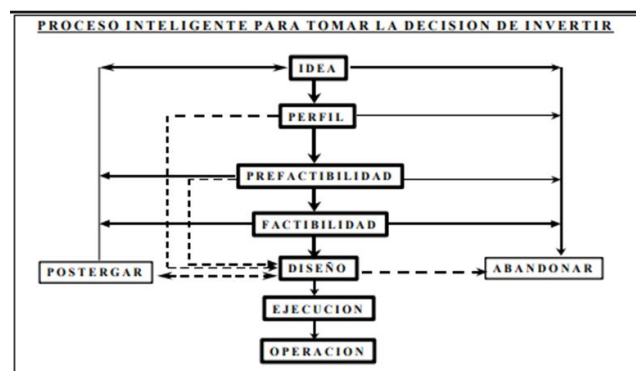 PROCESO INTELIGENTE PARA TOMAR LA DECISION DE INVERTIR
IDEA
PERFIL
PREFACTIBILIDAD
FACTIBILIDAD
POSTERGAR
DISEÑO
ABANDONAR
EJECUCION
OPERACION